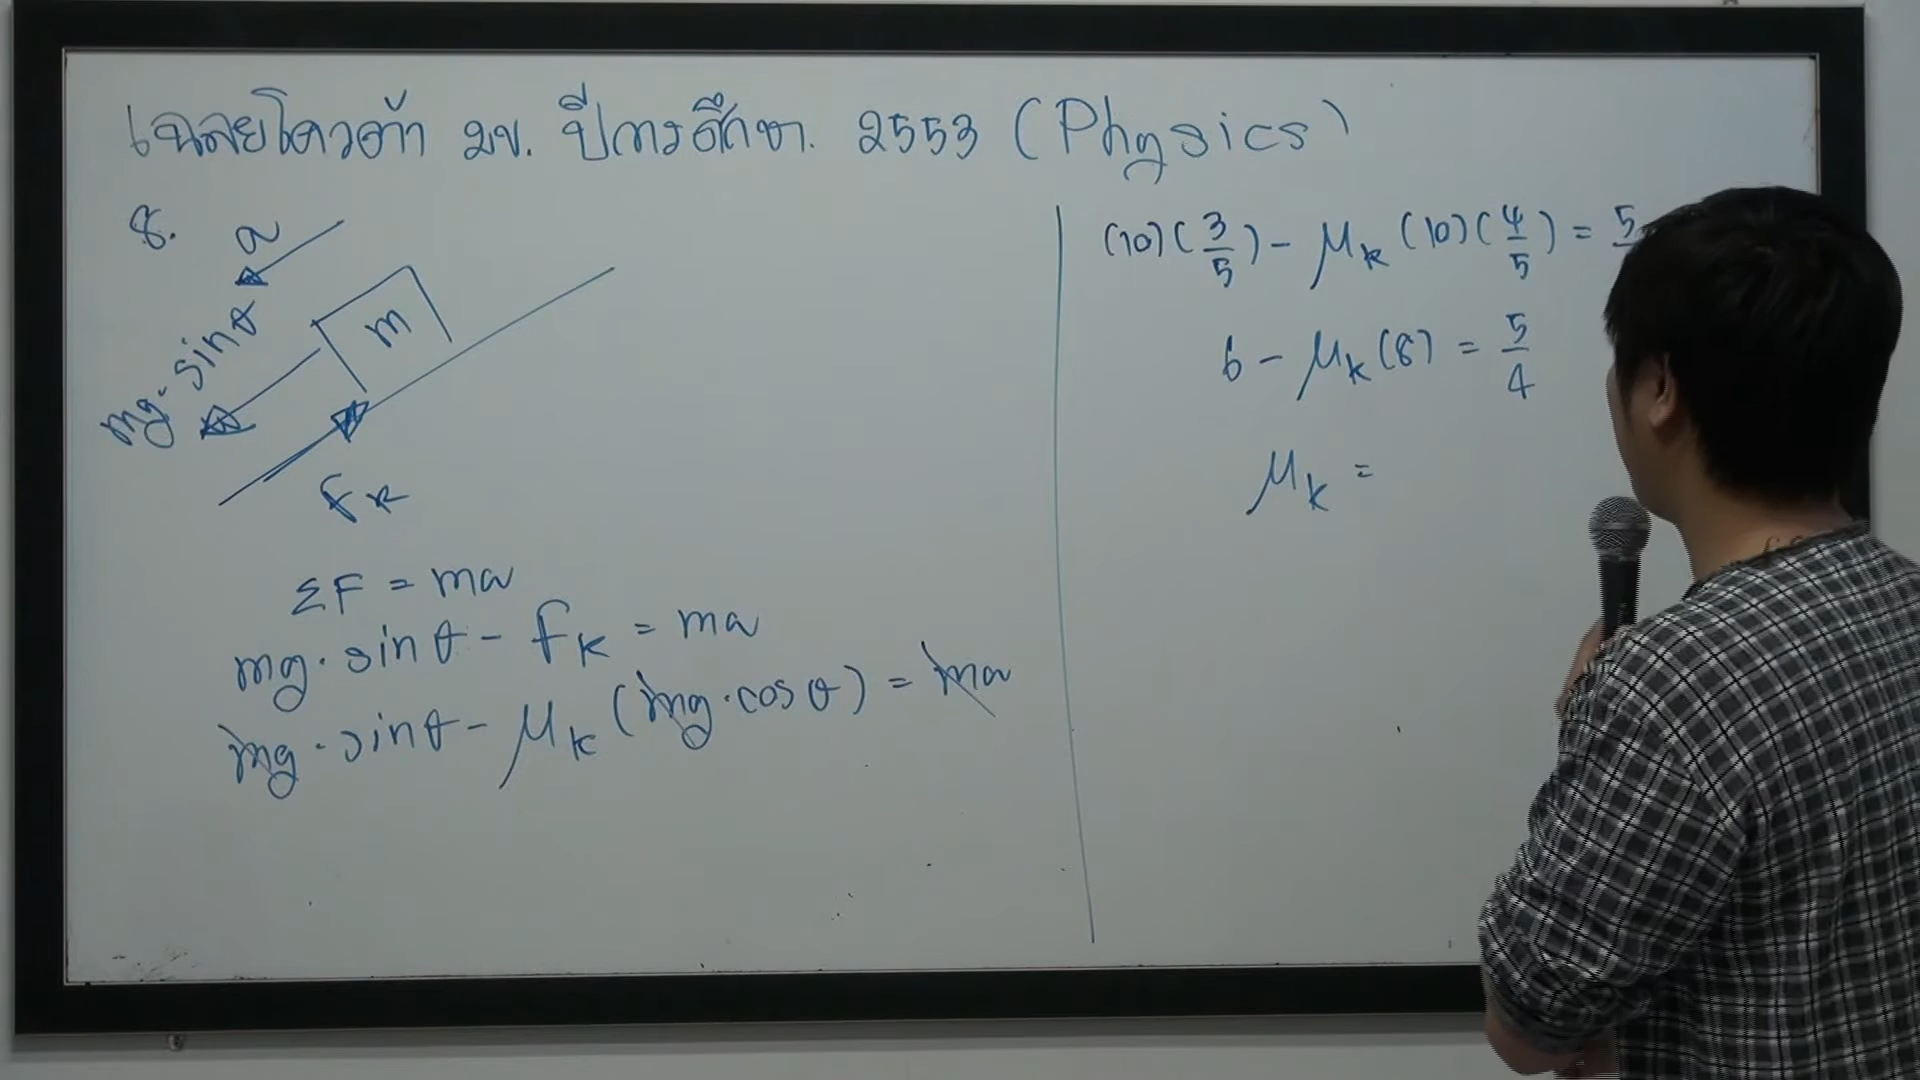 เฉลยโควต้า มข. ปีการศึกษา. 2553 (Physics)
8.
a
m
mg·sinθ
fk
ΣF = ma
mg·sinθ - fk = ma
mg·sinθ - μk (mg·cosθ) = ma
(10)(3/5) - μk (10)(4/5) = 5
6 - μk(8) = 5/4
μk =